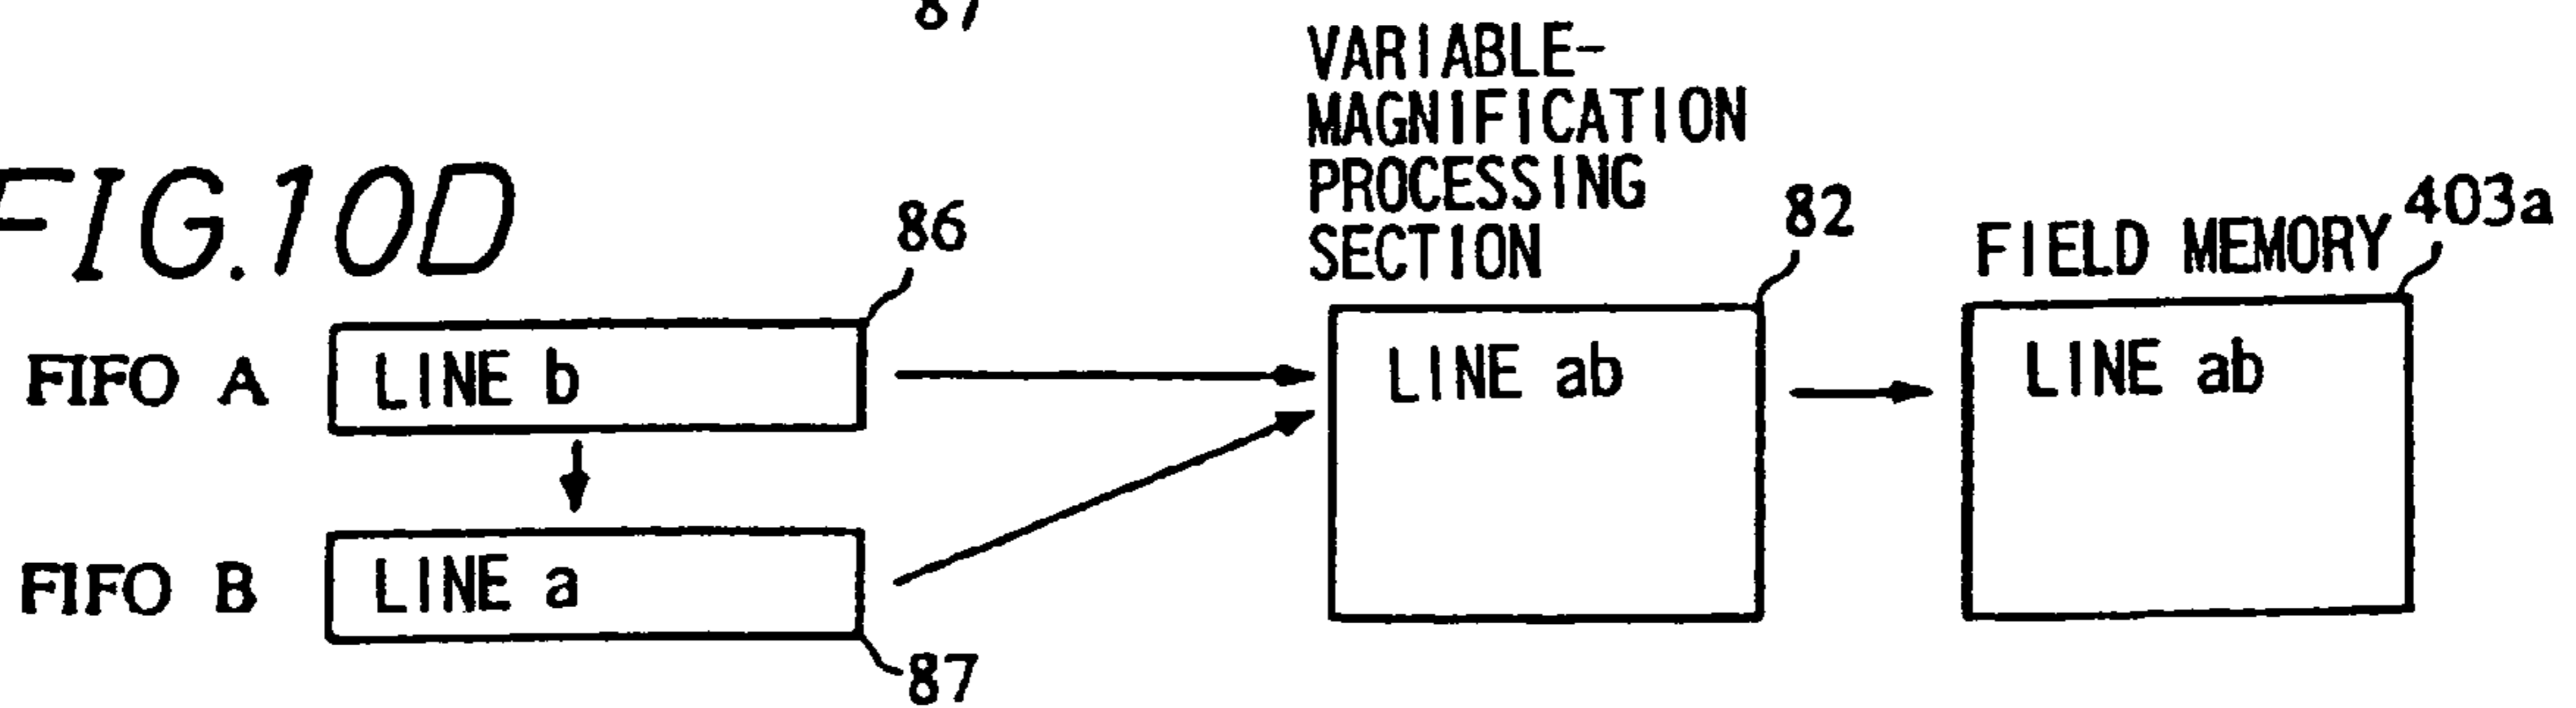 87
VARIABLE-
MAGNIFICATION
PROCESSING
SECTION
FIG.10D
86
82
FIELD MEMORY 403a
FIFO A
LINE b
LINE ab
LINE ab
FIFO B
LINE a
87